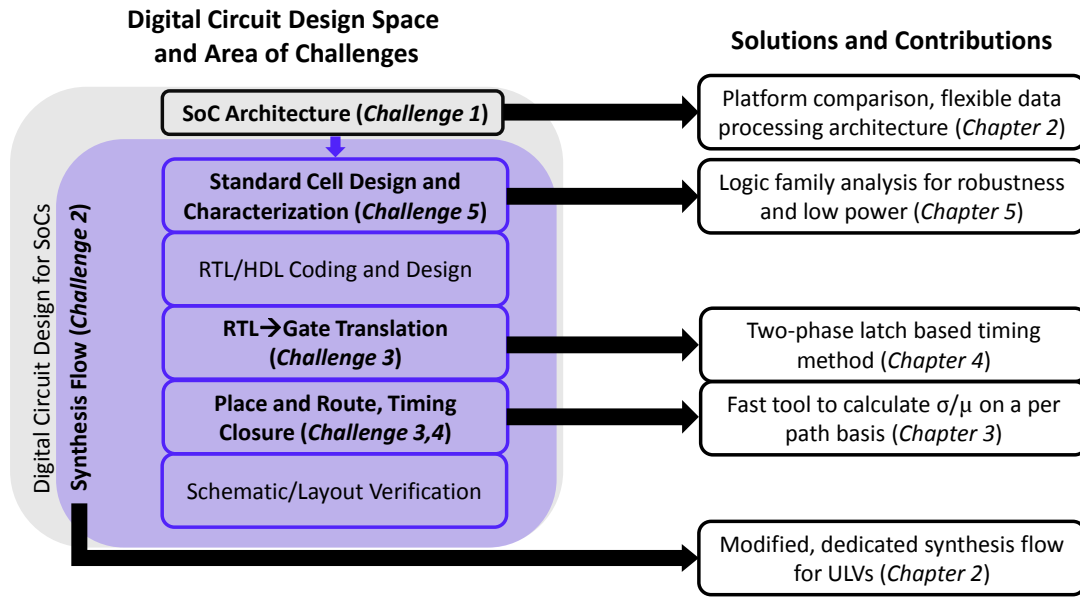 Digital Circuit Design Space
and Area of Challenges
Solutions and Contributions
Digital Circuit Design for SoCs
Synthesis Flow (Challenge 2)
SoC Architecture (Challenge 1)
Standard Cell Design and
Characterization (Challenge 5)
RTL/HDL Coding and Design
RTL→Gate Translation
(Challenge 3)
Place and Route, Timing
Closure (Challenge 3,4)
Schematic/Layout Verification
Platform comparison, flexible data
processing architecture (Chapter 2)
Logic family analysis for robustness
and low power (Chapter 5)
Two-phase latch based timing
method (Chapter 4)
Fast tool to calculate σ/μ on a per
path basis (Chapter 3)
Modified, dedicated synthesis flow
for ULVs (Chapter 2)